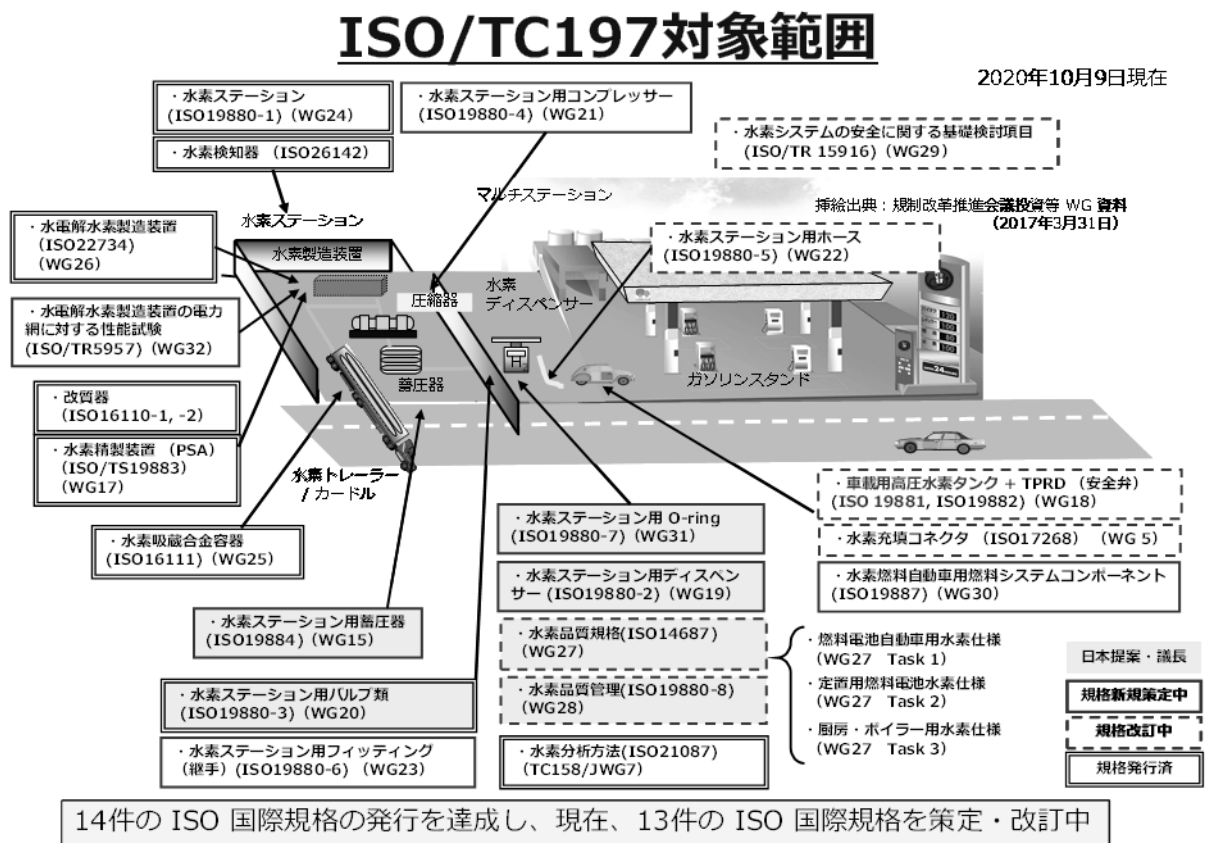 ISO/TC197対象範囲
2020年10月9日現在
・水素ステーション
(ISO19880-1)（WG24）
・水素検知器 （ISO26142）
・水素ステーション用コンプレッサー
(ISO19880-4)（WG21）
・水素システムの安全に関する基礎検討項目
(ISO/TR 15916)（WG29）
マルチステーション
挿絵出典：規制改革推進会議投資等 WG 資料
（2017年3月31日）
水素ステーション
水素製造装置
・水電解水素製造装置
(ISO22734)
(WG26)
・水素ステーション用ホース
(ISO19880-5)（WG22）
圧縮器
水素
ディスペンサー
・水電解水素製造装置の電力
網に対する性能試験
(ISO/TR5957)（WG32）
H
ガソリンスタンド
120
100
80
100
24
蓄圧器
・改質器
（ISO16110-1, -2）
・水素精製装置 （PSA）
(ISO/TS19883)
(WG17)
水素トレーラー
/ カードル
・水素吸蔵合金容器
(ISO16111)（WG25）
・車載用高圧水素タンク + TPRD （安全弁）
(ISO 19881, ISO19882)（WG18）
・水素充填コネクタ （ISO17268）（WG 5）
・水素燃料自動車用燃料システムコンポーネント
(ISO19887)（WG30）
・水素ステーション用 O-ring
(ISO19880-7)（WG31）
・水素ステーション用ディスペン
サー (ISO19880-2)（WG19）
・水素ステーション用蓄圧器
(ISO19884)（WG15）
・水素品質規格(ISO14687)
（WG27）
・水素品質管理(ISO19880-8)
（WG28）
・燃料電池自動車用水素仕様
（WG27 Task 1）
・定置用燃料電池水素仕様
（WG27 Task 2）
・厨房・ボイラー用水素仕様
（WG27 Task 3）
・水素ステーション用バルブ類
(ISO19880-3)（WG20）
・水素ステーション用フィッティング
（継手）(ISO19880-6)（WG23）
・水素分析方法(ISO21087)
（TC158/JWG7）
日本提案・議長
規格新規策定中
規格改訂中
規格発行済
14件の ISO 国際規格の発行を達成し、現在、13件の ISO 国際規格を策定・改訂中